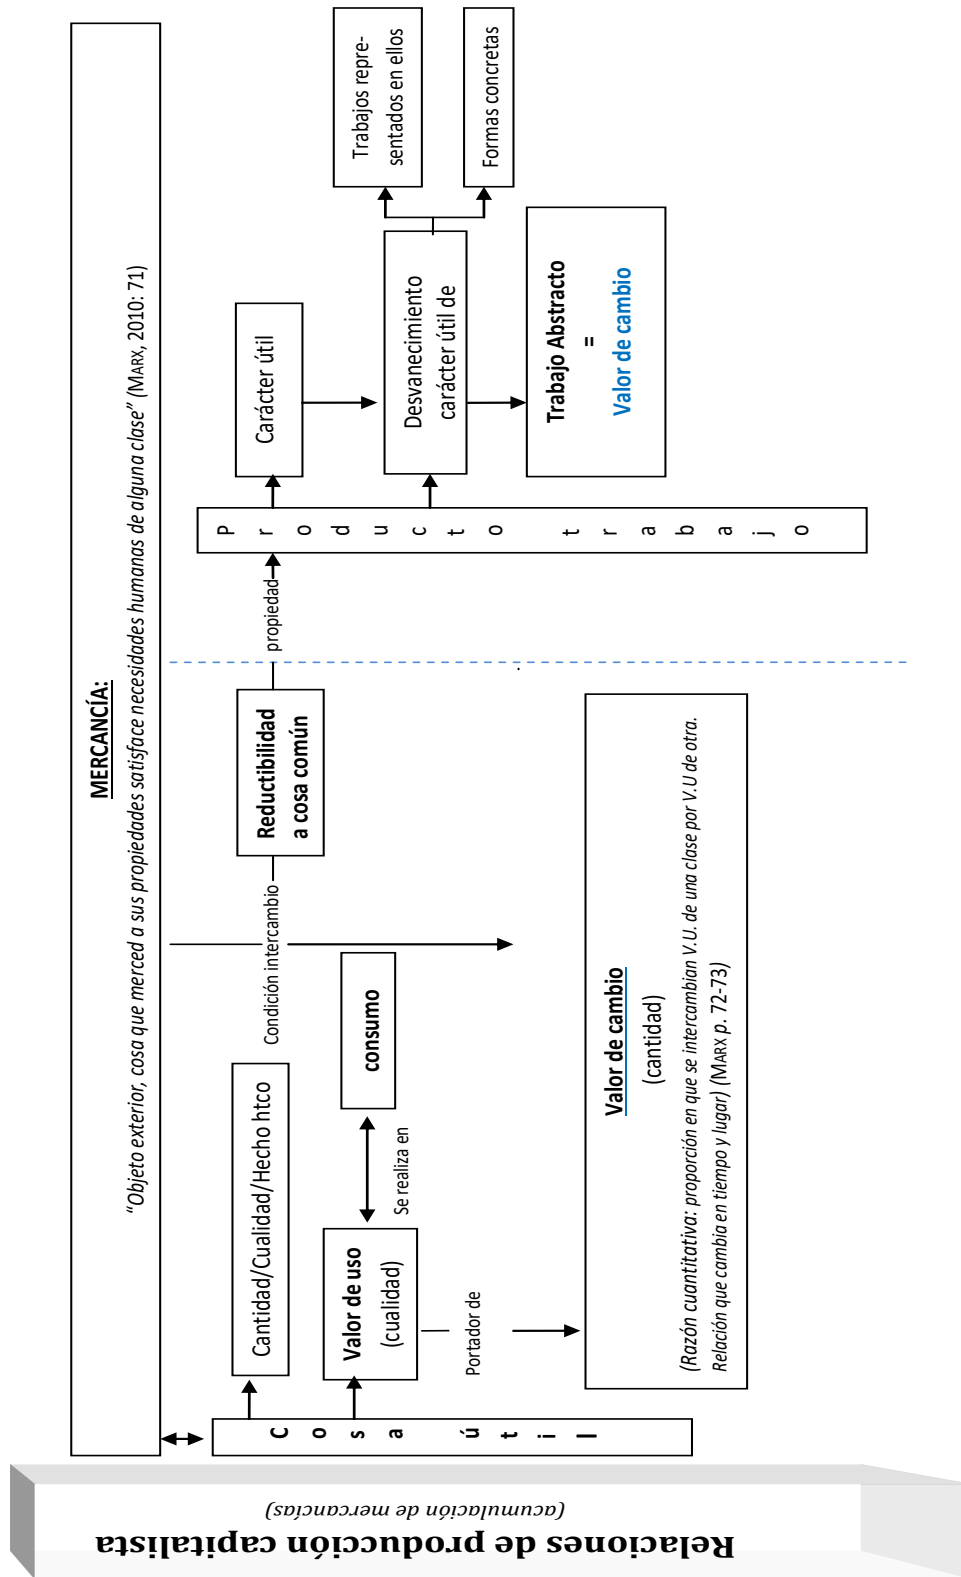 Relaciones de producción capitalista
(acumulación de mercancías)
MERCANCÍA:
“Objeto exterior, cosa que merced a sus propiedades satisface necesidades humanas de alguna clase” (MARX, 2010: 71)
Cosa útil
Cantidad/Cualidad/Hecho htco
Condición intercambio
Reductibilidad
a cosa común
propiedad
Valor de uso
(cualidad)
Se realiza en
consumo
Portador de
Valor de cambio
(cantidad)
(Razón cuantitativa: proporción en que se intercambian V.U. de una clase por V.U de otra.
Relación que cambia en tiempo y lugar) (MARX p. 72-73)
Producto trabajo
Carácter útil
Desvanecimiento
carácter útil de
Trabajos repre-
sentados en ellos
Formas concretas
Trabajo Abstracto
=
Valor de cambio